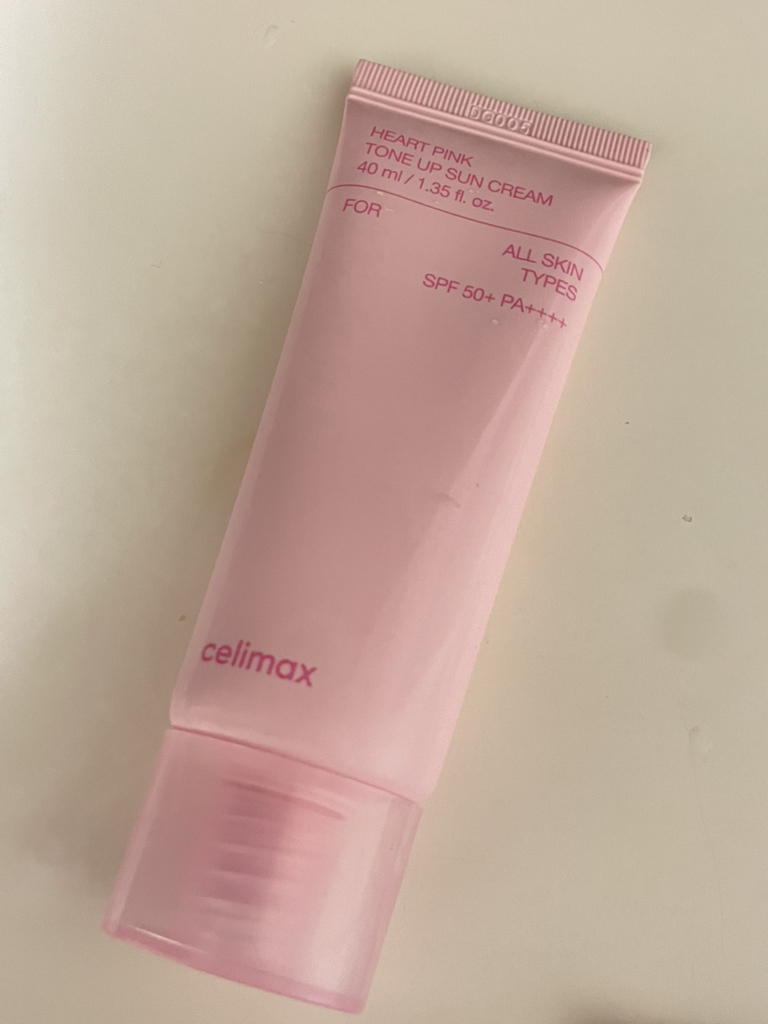 HEART PINK
TONE UP SUN CREAM
40 ml / 1.35 fl. oz.
FOR
ALL SKIN
TYPES
SPF 50+ PA++++
celimax